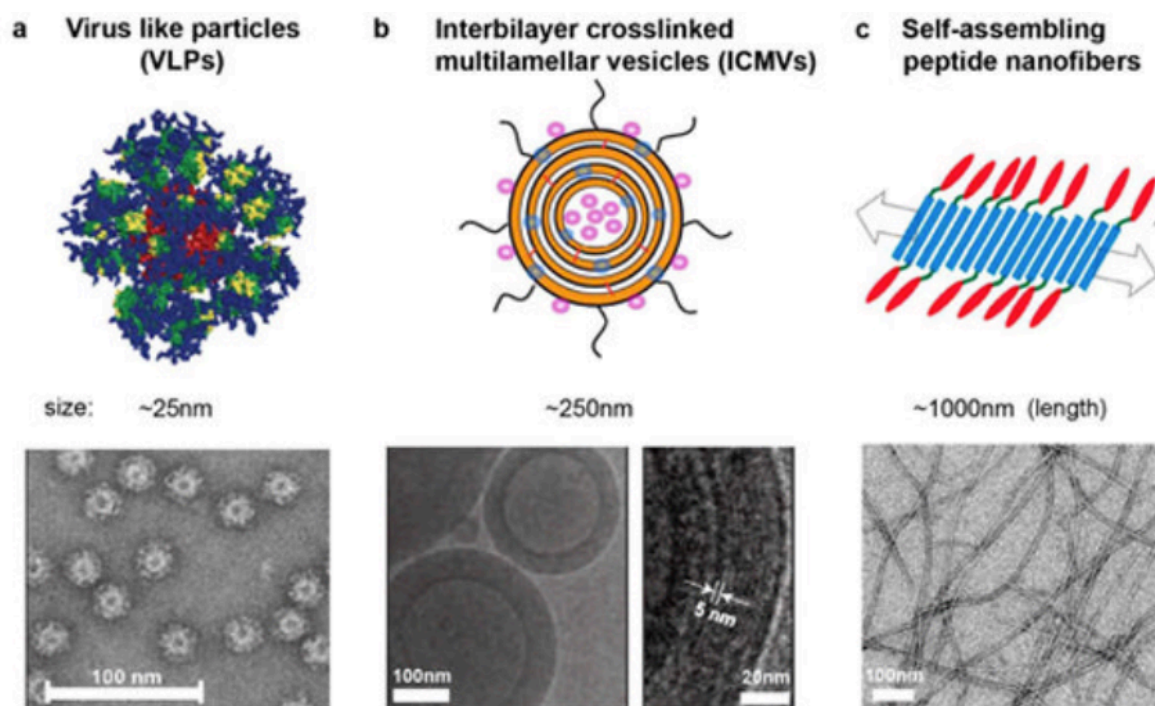 a Virus like particles
(VLPs)
b Interbilayer crosslinked
multilamellar vesicles (ICMVs)
c Self-assembling
peptide nanofibers
size: ~25nm
~250nm
~1000nm (length)
100 nm
100nm
5 nm
20nm
100nm